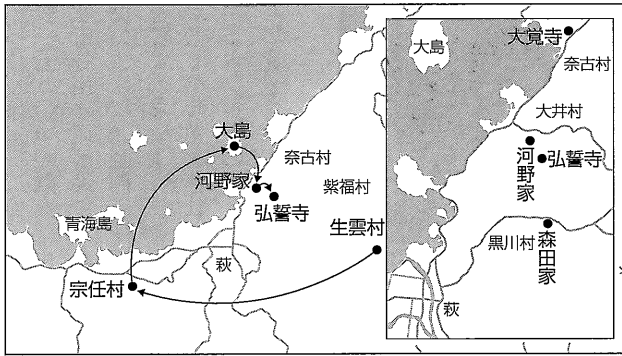 大島
奈古村
河野家
紫福村
弘誓寺
生雲村
青海島
萩
宗任村
大覚寺
大島
奈古村
大井村
河野家
弘誓寺
黒川村
森田家
萩